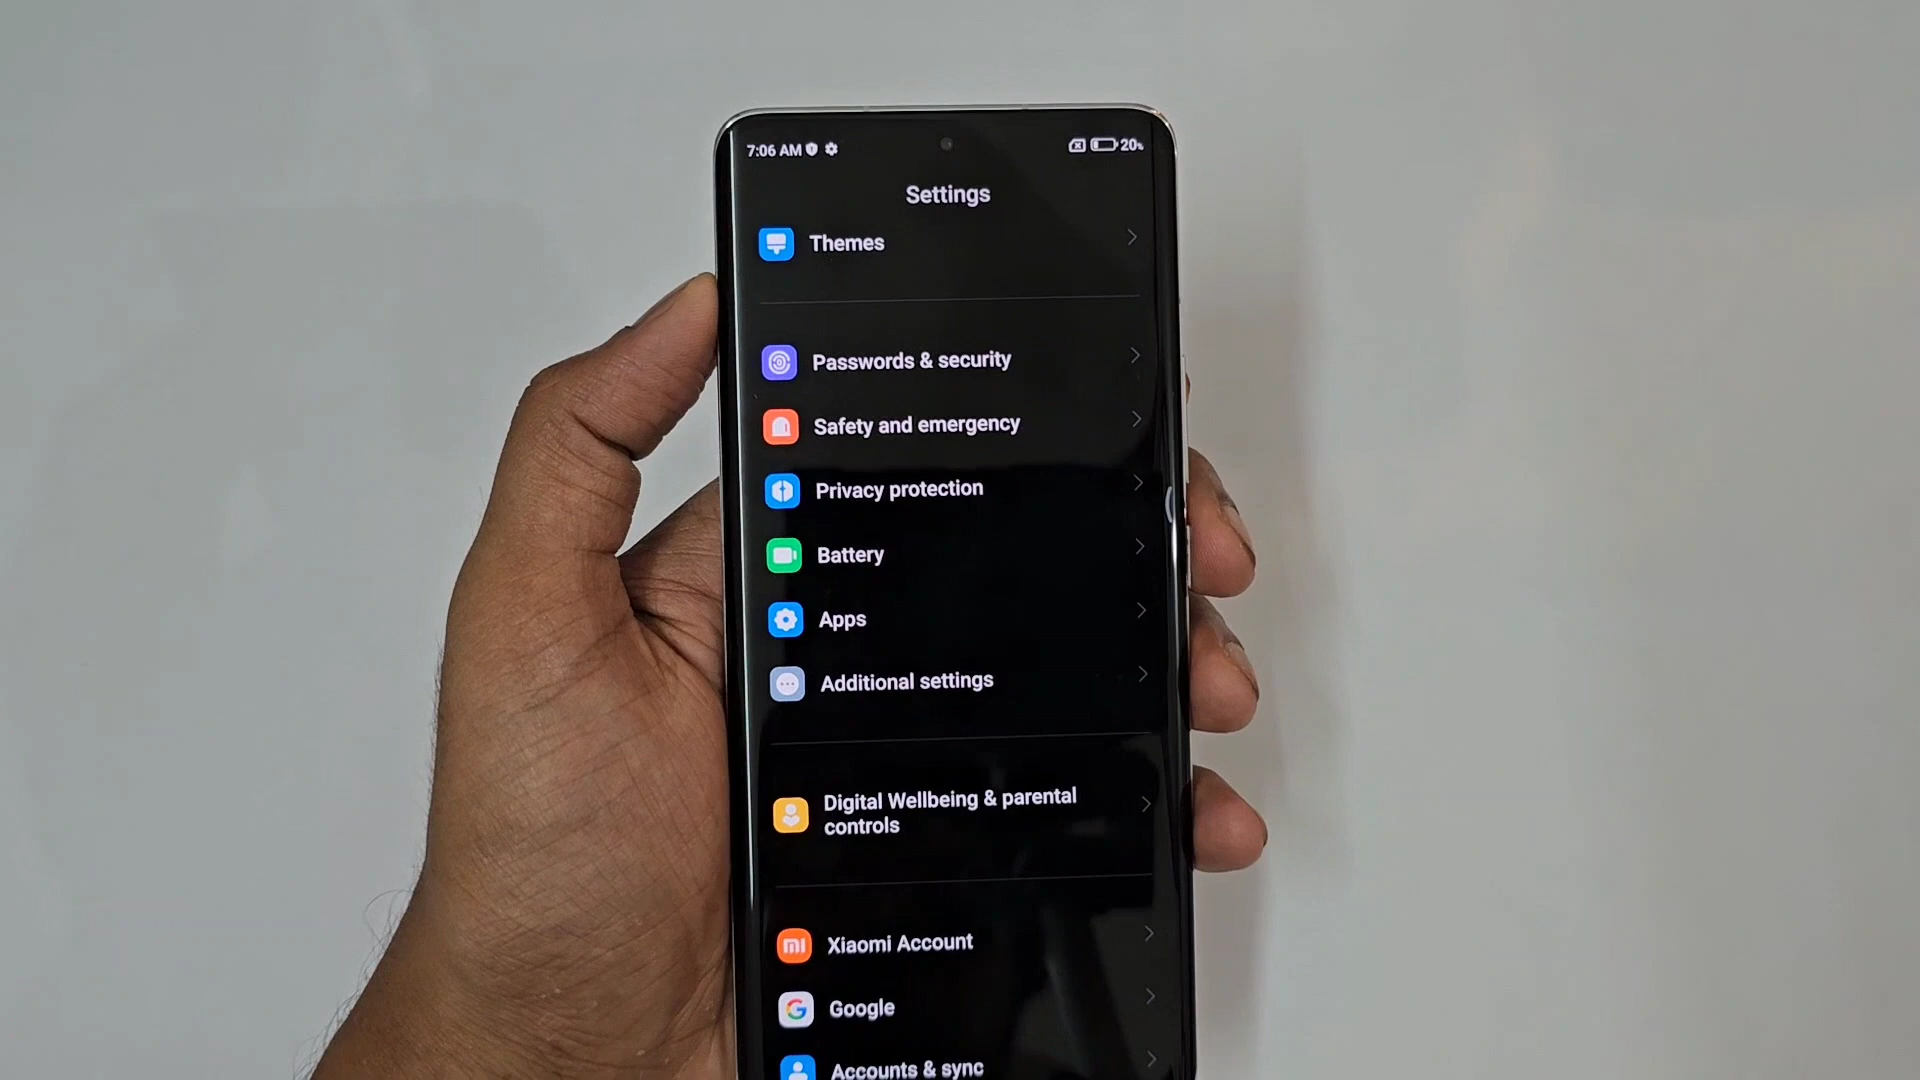 7:06 AM 20%
Settings
Themes
Passwords & security
Safety and emergency
Privacy protection
Battery
Apps
Additional settings
Digital Wellbeing & parental
controls
Xiaomi Account
Google
Accounts & sync